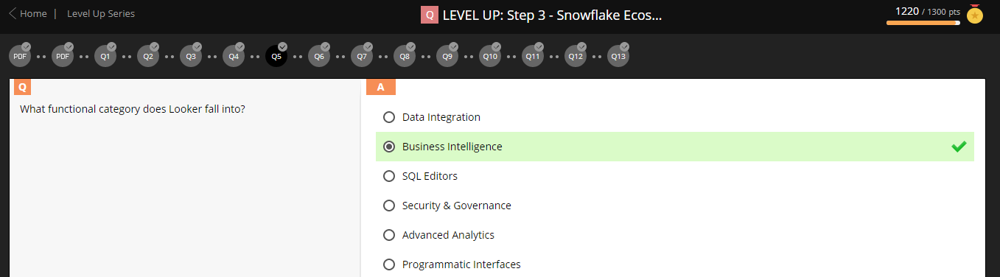 Home | Level Up Series
Q LEVEL UP: Step 3 - Snowflake Ecos...
1220 / 1300 pts
PDF PDF Q1 Q2 Q3 Q4 Q5 Q6 Q7 Q8 Q9 Q10 Q11 Q12 Q13
Q
What functional category does Looker fall into?
A
Data Integration
Business Intelligence
SQL Editors
Security & Governance
Advanced Analytics
Programmatic Interfaces